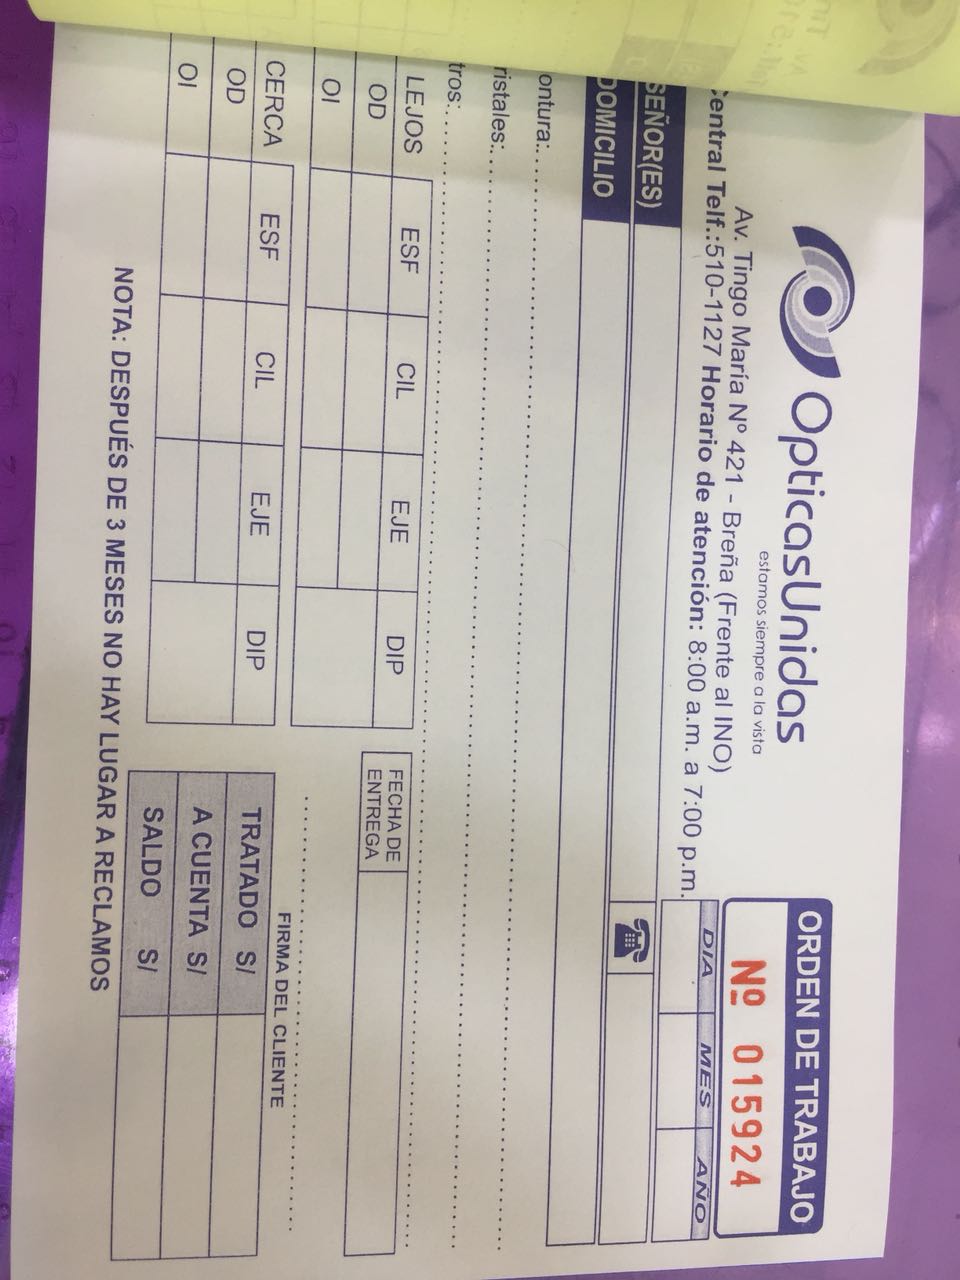 OpticasUnidas
estamos siempre a la vista
Av. Tingo María Nº 421 - Breña (Frente al INO)
Central Telf.:510-1127 Horario de atención: 8:00 a.m. a 7:00 p.m.
ORDEN DE TRABAJO
Nº 015924
DIA MES AÑO
SEÑOR(ES)
DOMICILIO
ontura:
ristales:
tros:
LEJOS ESF CIL EJE DIP
OD
OI
FECHA DE
ENTREGA
FIRMA DEL CLIENTE
CERCA ESF CIL EJE DIP
OD
OI
TRATADO S/
A CUENTA S/
SALDO S/
NOTA: DESPUÉS DE 3 MESES NO HAY LUGAR A RECLAMOS